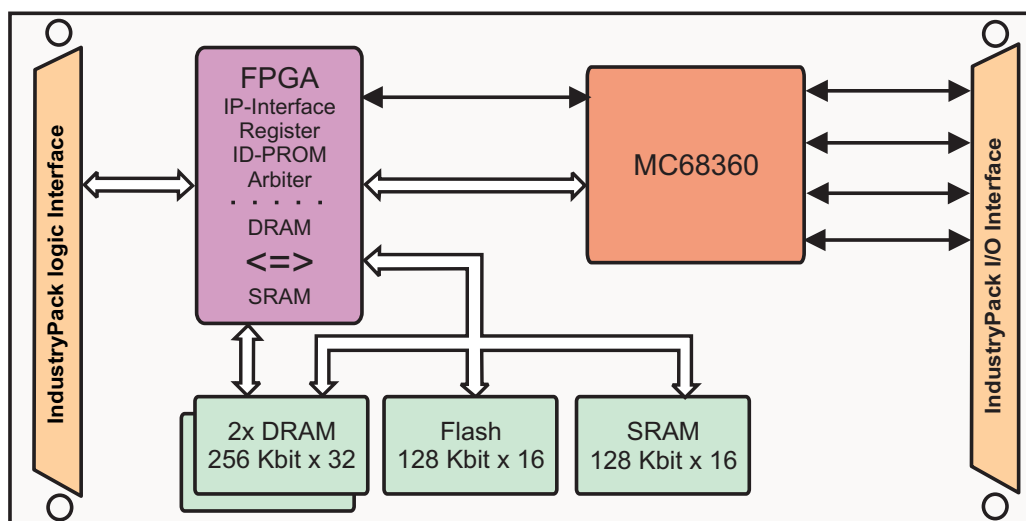 IndustryPack logic Interface
FPGA
IP-Interface
Register
ID-PROM
Arbiter
. . . . .
DRAM
<=>
SRAM
MC68360
IndustryPack I/O Interface
2x DRAM
256 Kbit x 32
Flash
128 Kbit x 16
SRAM
128 Kbit x 16